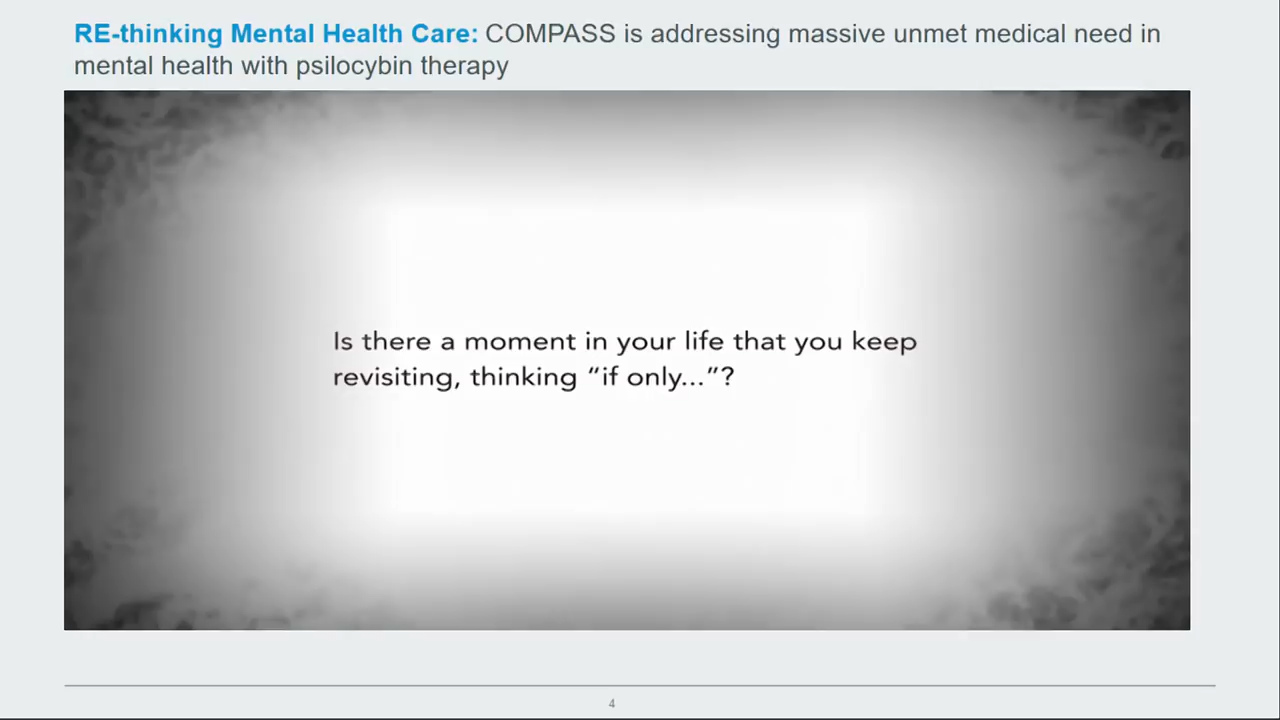 RE-thinking Mental Health Care: COMPASS is addressing massive unmet medical need in
mental health with psilocybin therapy
Is there a moment in your life that you keep
revisiting, thinking “if only...”?
4